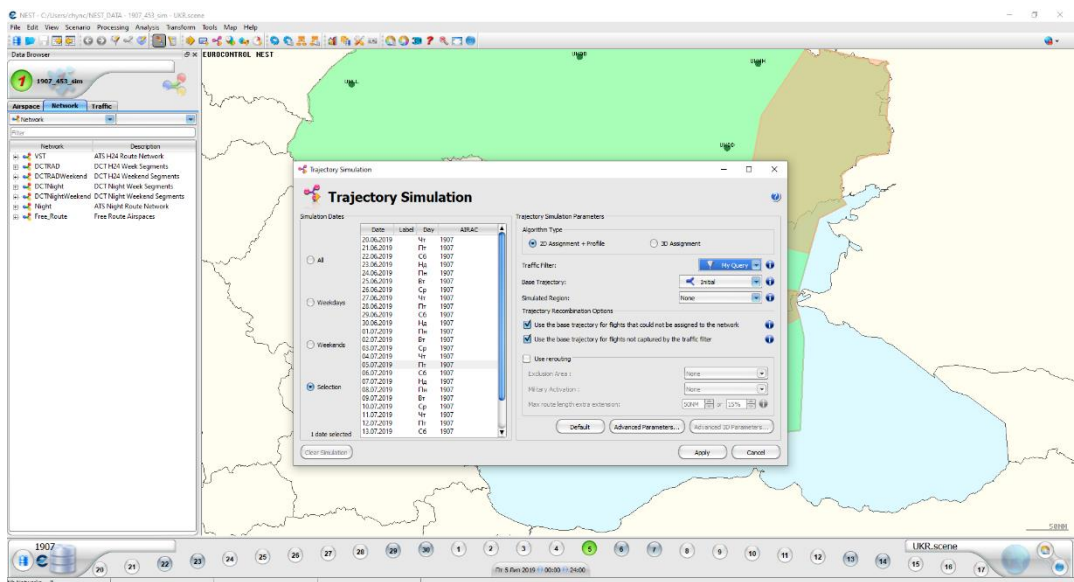 NEST - C:/Users/chync/NEST_DATA - 1907_453_sim - UKR.scene
File Edit View Scenario Processing Analysis Transform Tools Map Help
Data Browser
EUROCONTROL NEST
1
1907_453_sim
Airspace Network Traffic
Network
Filter
Network Description
VST ATS H24 Route Network
DCTRAD DCT H24 Week Segments
DCTRADWeekend DCT H24 Weekend Segments
DCTNight DCT Night Week Segments
DCTNightWeekend DCT Night Weekend Segments
Night ATS Night Route Network
Free_Route Free Route Airspaces
Trajectory Simulation
Trajectory Simulation
Simulation Dates
Date Label Day AIRAC
20.06.2019 Чт 1907
21.06.2019 Пт 1907
22.06.2019 Сб 1907
23.06.2019 Нд 1907
24.06.2019 Пн 1907
25.06.2019 Вт 1907
26.06.2019 Ср 1907
27.06.2019 Чт 1907
28.06.2019 Пт 1907
29.06.2019 Сб 1907
30.06.2019 Нд 1907
01.07.2019 Пн 1907
02.07.2019 Вт 1907
03.07.2019 Ср 1907
04.07.2019 Чт 1907
05.07.2019 Пт 1907
06.07.2019 Сб 1907
07.07.2019 Нд 1907
08.07.2019 Пн 1907
09.07.2019 Вт 1907
10.07.2019 Ср 1907
11.07.2019 Чт 1907
12.07.2019 Пт 1907
13.07.2019 Сб 1907
All
Weekdays
Weekends
Selection
1 date selected
Clear Simulation
Trajectory Simulation Parameters
Algorithm Type
2D Assignment + Profile 3D Assignment
Traffic Filter: My Query
Base Trajectory: Initial
Simulated Region: None
Trajectory Recombination Options
Use the base trajectory for flights that could not be assigned to the network
Use the base trajectory for flights not captured by the traffic filter
Use rerouting
Exclusion Area : None
Military Activation : None
Max route length extra extension: 50NM or 15%
Default Advanced Parameters... Advanced 3D Parameters...
Apply Cancel
50NM
1907
20 21 22 23 24 25 26 27 28 29 30 1 2 3 4 5 6 7 8 9 10 11 12 13 14 15 16 17
UKR.scene
Пт 5 Лип 2019 00:00 24:00